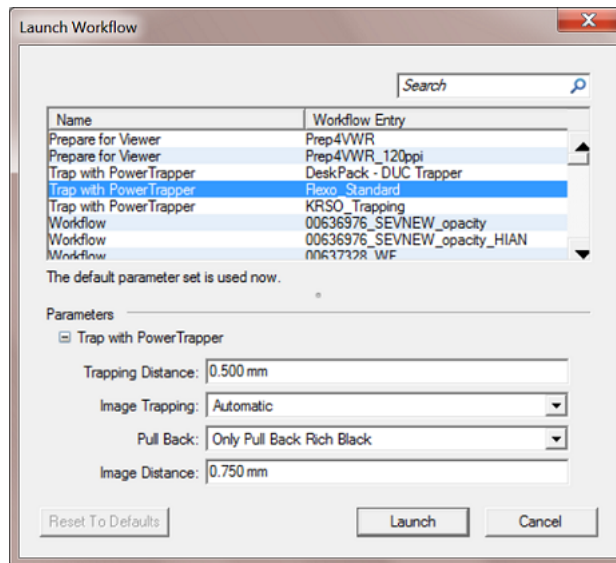 Launch Workflow
Search
Name Workflow Entry
Prepare for Viewer Prep4VWR
Prepare for Viewer Prep4VWR_120ppi
Trap with PowerTrapper DeskPack - DUC Trapper
Trap with PowerTrapper Flexo_Standard
Trap with PowerTrapper KRSO_Trapping
Workflow 00636976_SEVNEW_opacity
Workflow 00636976_SEVNEW_opacity_HIAN
Workflow 00637328_WF
The default parameter set is used now.
Parameters
Trap with PowerTrapper
Trapping Distance: 0.500 mm
Image Trapping: Automatic
Pull Back: Only Pull Back Rich Black
Image Distance: 0.750 mm
Reset To Defaults Launch Cancel